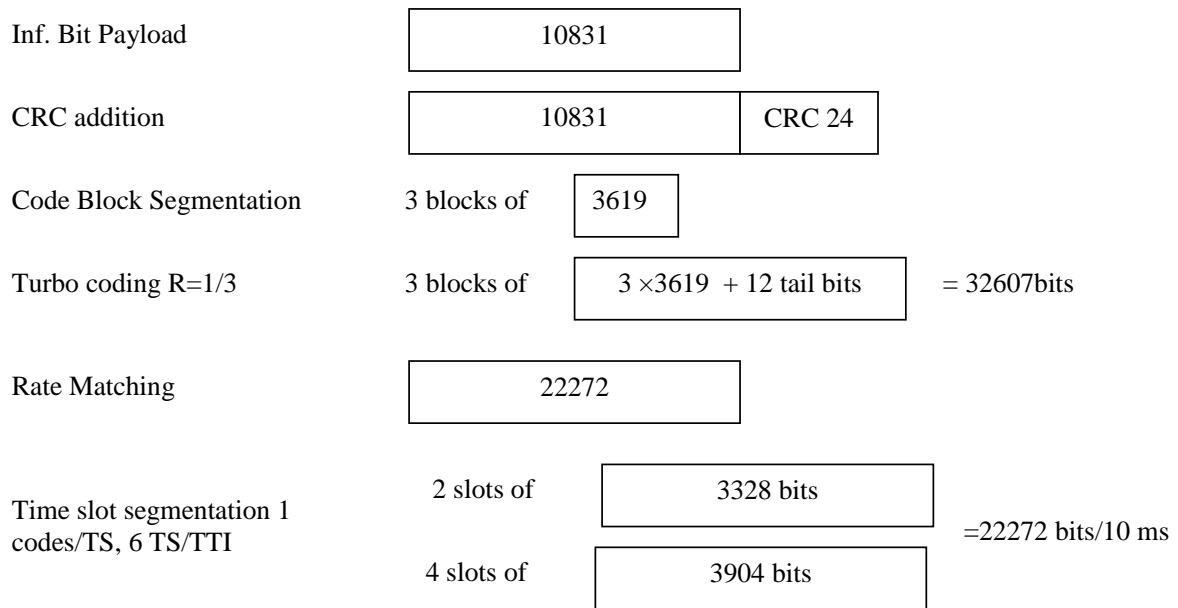 Inf. Bit Payload 10831
CRC addition 10831 CRC 24
Code Block Segmentation 3 blocks of 3619
Turbo coding R=1/3 3 blocks of 3 ×3619 + 12 tail bits = 32607bits
Rate Matching 22272
2 slots of 3328 bits
Time slot segmentation 1
codes/TS, 6 TS/TTI =22272 bits/10 ms
4 slots of 3904 bits